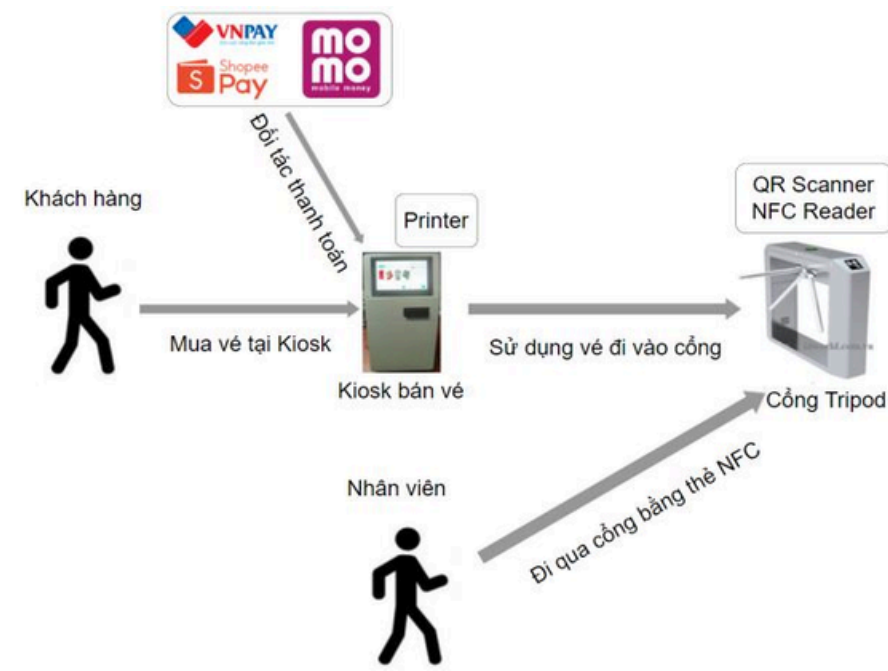 VNPAY
S Shopee
Pay
mo
mo
mobile money
Đối tác thanh toán
Khách hàng
Printer
QR Scanner
NFC Reader
Mua vé tại Kiosk
Sử dụng vé đi vào cổng
Kiosk bán vé
Cổng Tripod
Nhân viên
Đi qua cổng bằng thẻ NFC